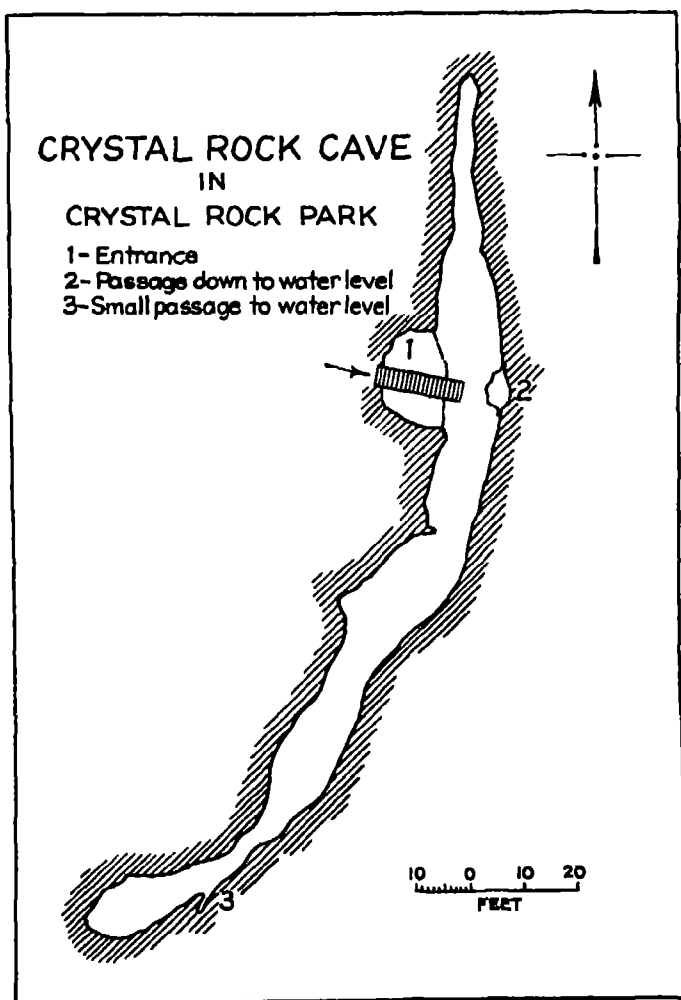 CRYSTAL ROCK CAVE
IN
CRYSTAL ROCK PARK
1- Entrance
2- Passage down to water level
3- Small passage to water level
1
2
3
10 0 10 20
FEET